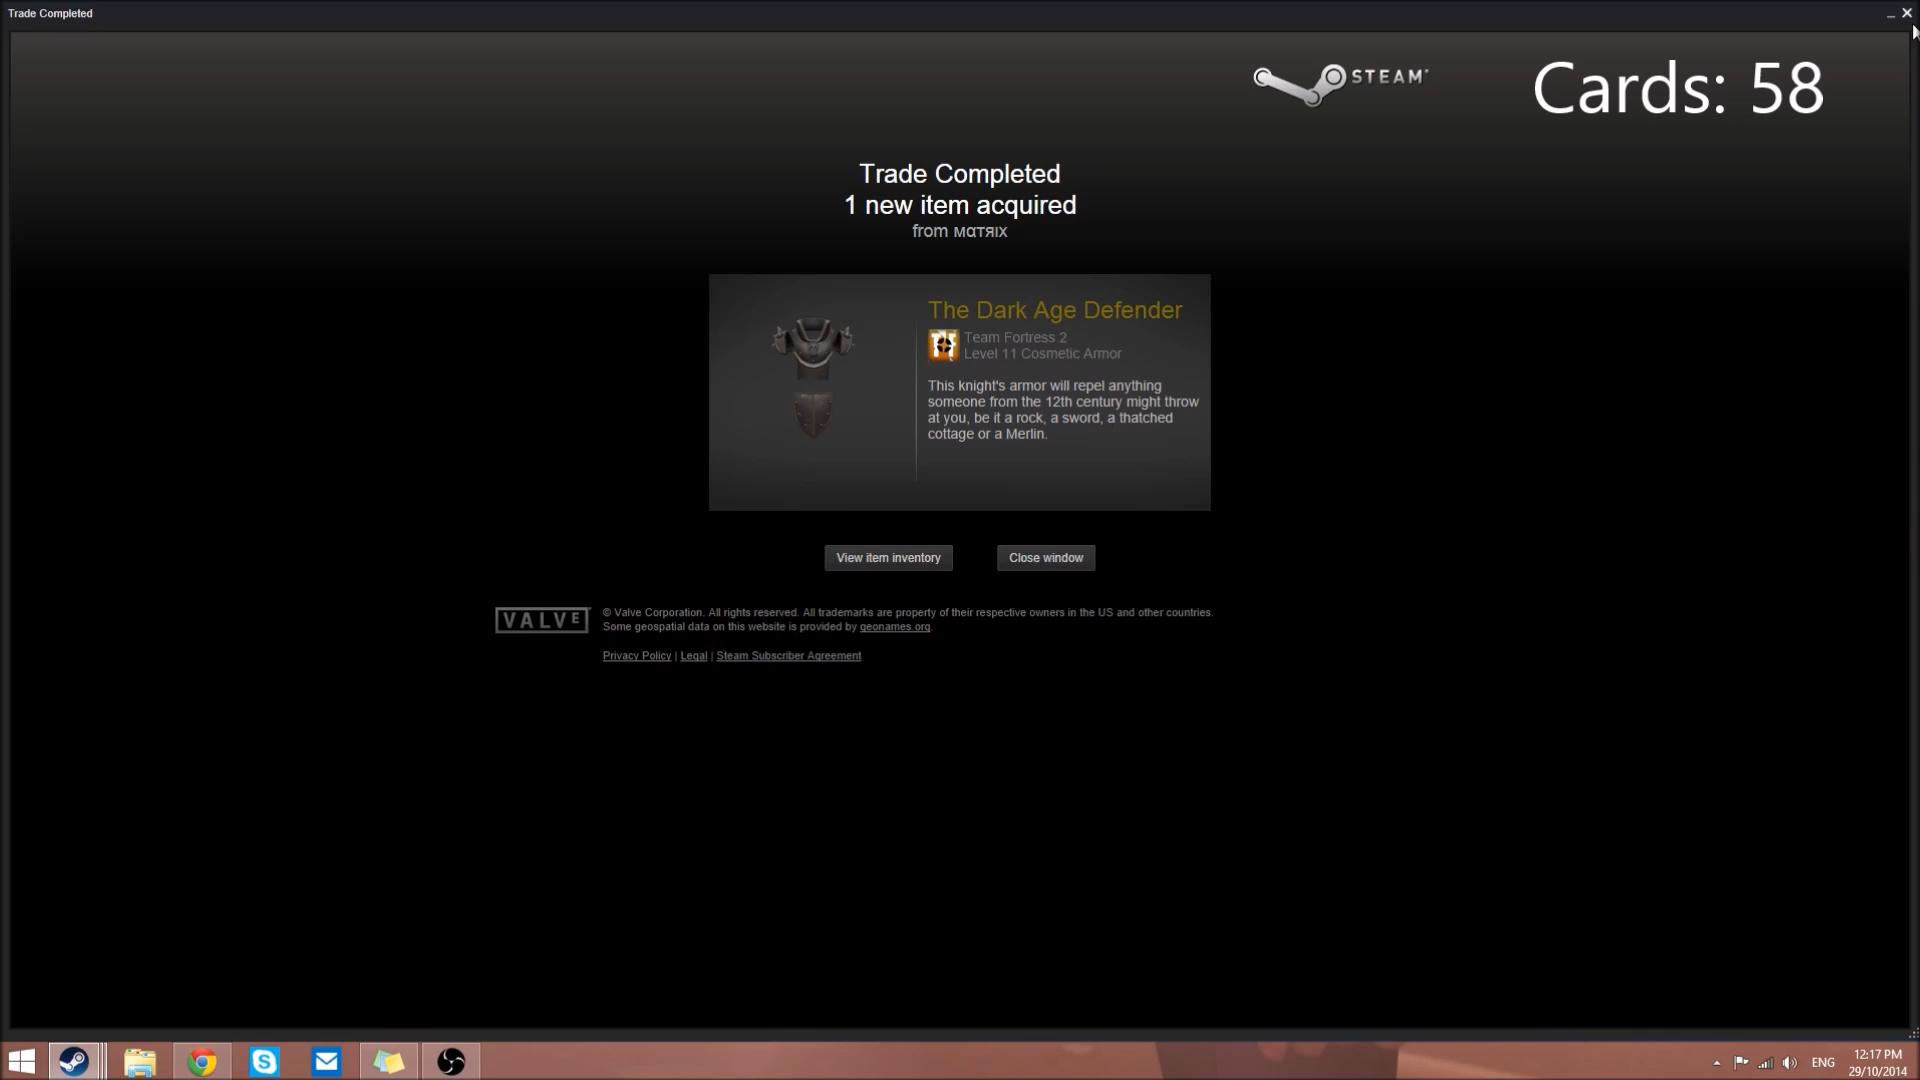 Trade Completed
STEAM
Cards: 58
Trade Completed
1 new item acquired
from мαтяιx
The Dark Age Defender
Team Fortress 2
Level 11 Cosmetic Armor
This knight's armor will repel anything
someone from the 12th century might throw
at you, be it a rock, a sword, a thatched
cottage or a Merlin.
View item inventory
Close window
VALVE
© Valve Corporation. All rights reserved. All trademarks are property of their respective owners in the US and other countries.
Some geospatial data on this website is provided by geonames.org.
Privacy Policy | Legal | Steam Subscriber Agreement
ENG
12:17 PM
29/10/2014